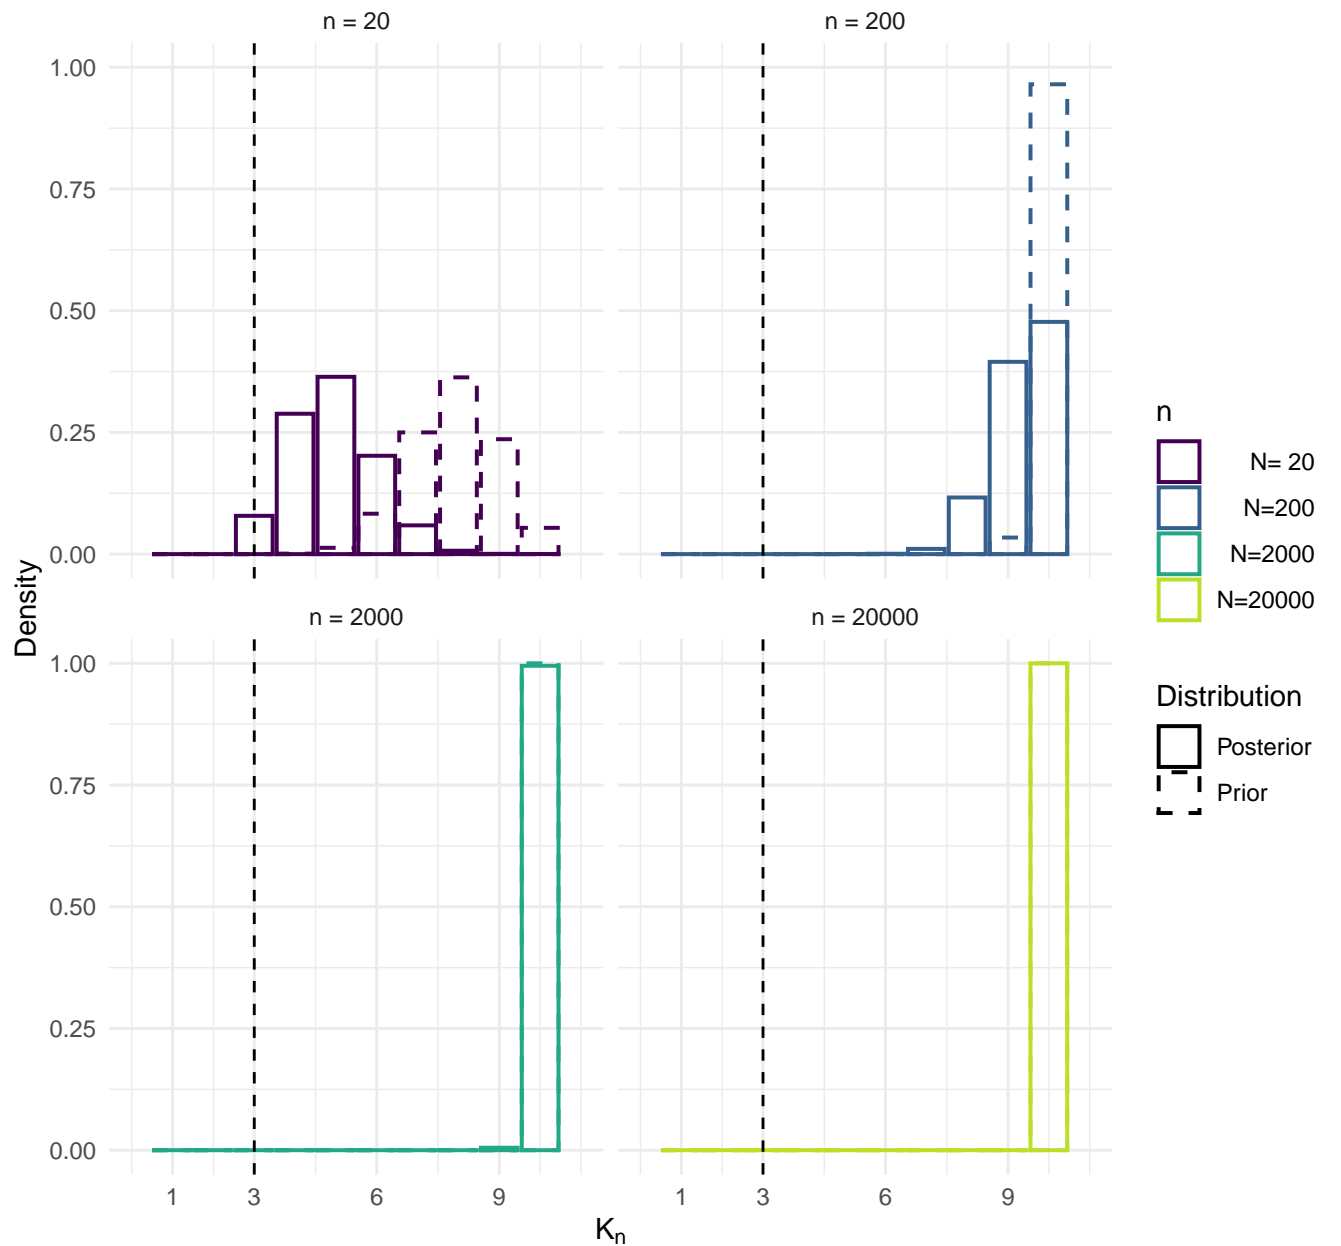 n = 20
n = 200
1.00
0.75
0.50
0.25
0.00
n = 2000
n = 20000
1.00
0.75
0.50
0.25
0.00
1 3 6 9
1 3 6 9
Density
Kn
n
N= 20
N=200
N=2000
N=20000
Distribution
Posterior
Prior